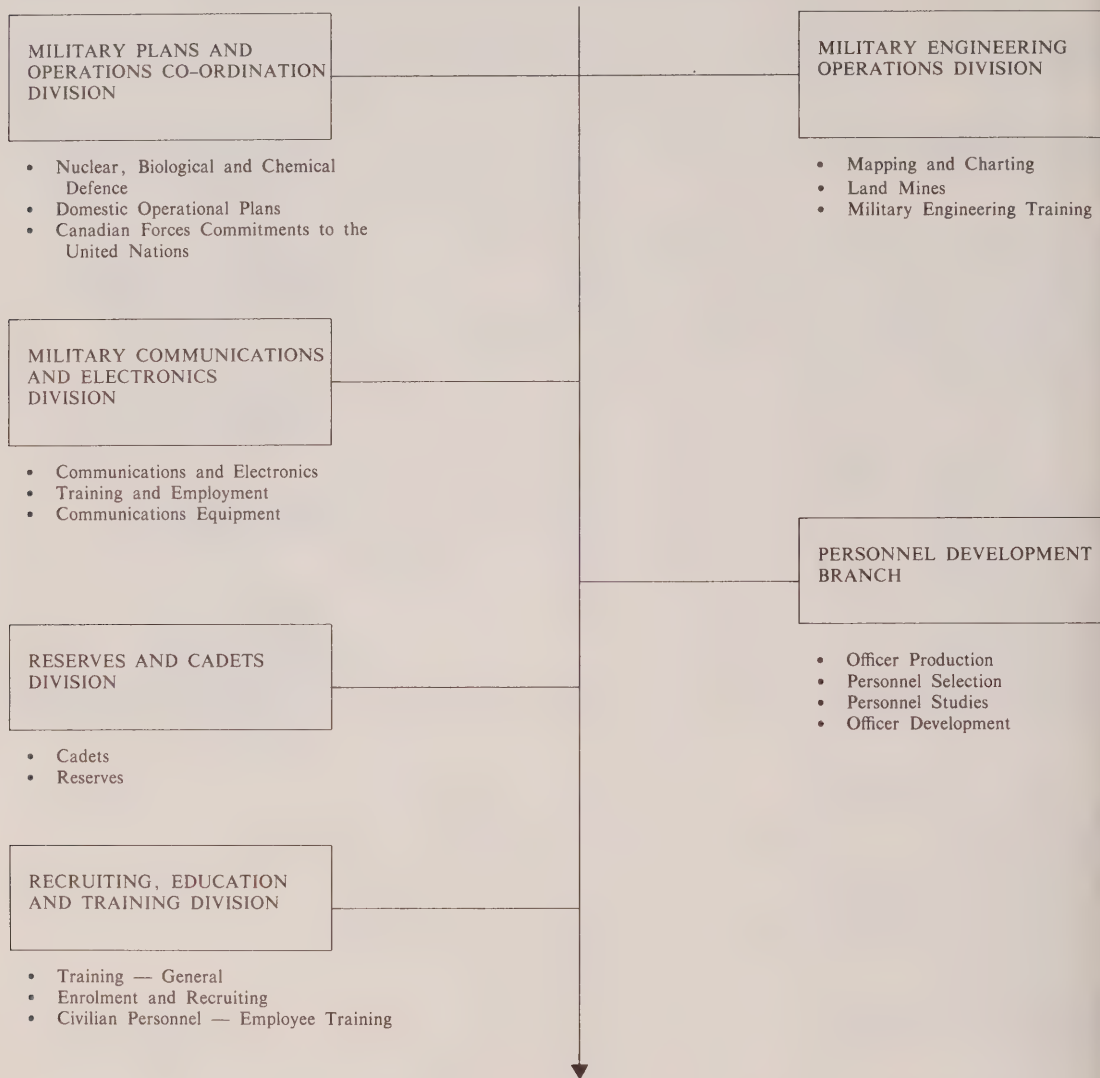 MILITARY PLANS AND
OPERATIONS CO-ORDINATION
DIVISION
• Nuclear, Biological and Chemical
Defence
• Domestic Operational Plans
• Canadian Forces Commitments to the
United Nations
MILITARY ENGINEERING
OPERATIONS DIVISION
• Mapping and Charting
• Land Mines
• Military Engineering Training
MILITARY COMMUNICATIONS
AND ELECTRONICS
DIVISION
• Communications and Electronics
• Training and Employment
• Communications Equipment
PERSONNEL DEVELOPMENT
BRANCH
• Officer Production
• Personnel Selection
• Personnel Studies
• Officer Development
RESERVES AND CADETS
DIVISION
• Cadets
• Reserves
RECRUITING, EDUCATION
AND TRAINING DIVISION
• Training — General
• Enrolment and Recruiting
• Civilian Personnel — Employee Training